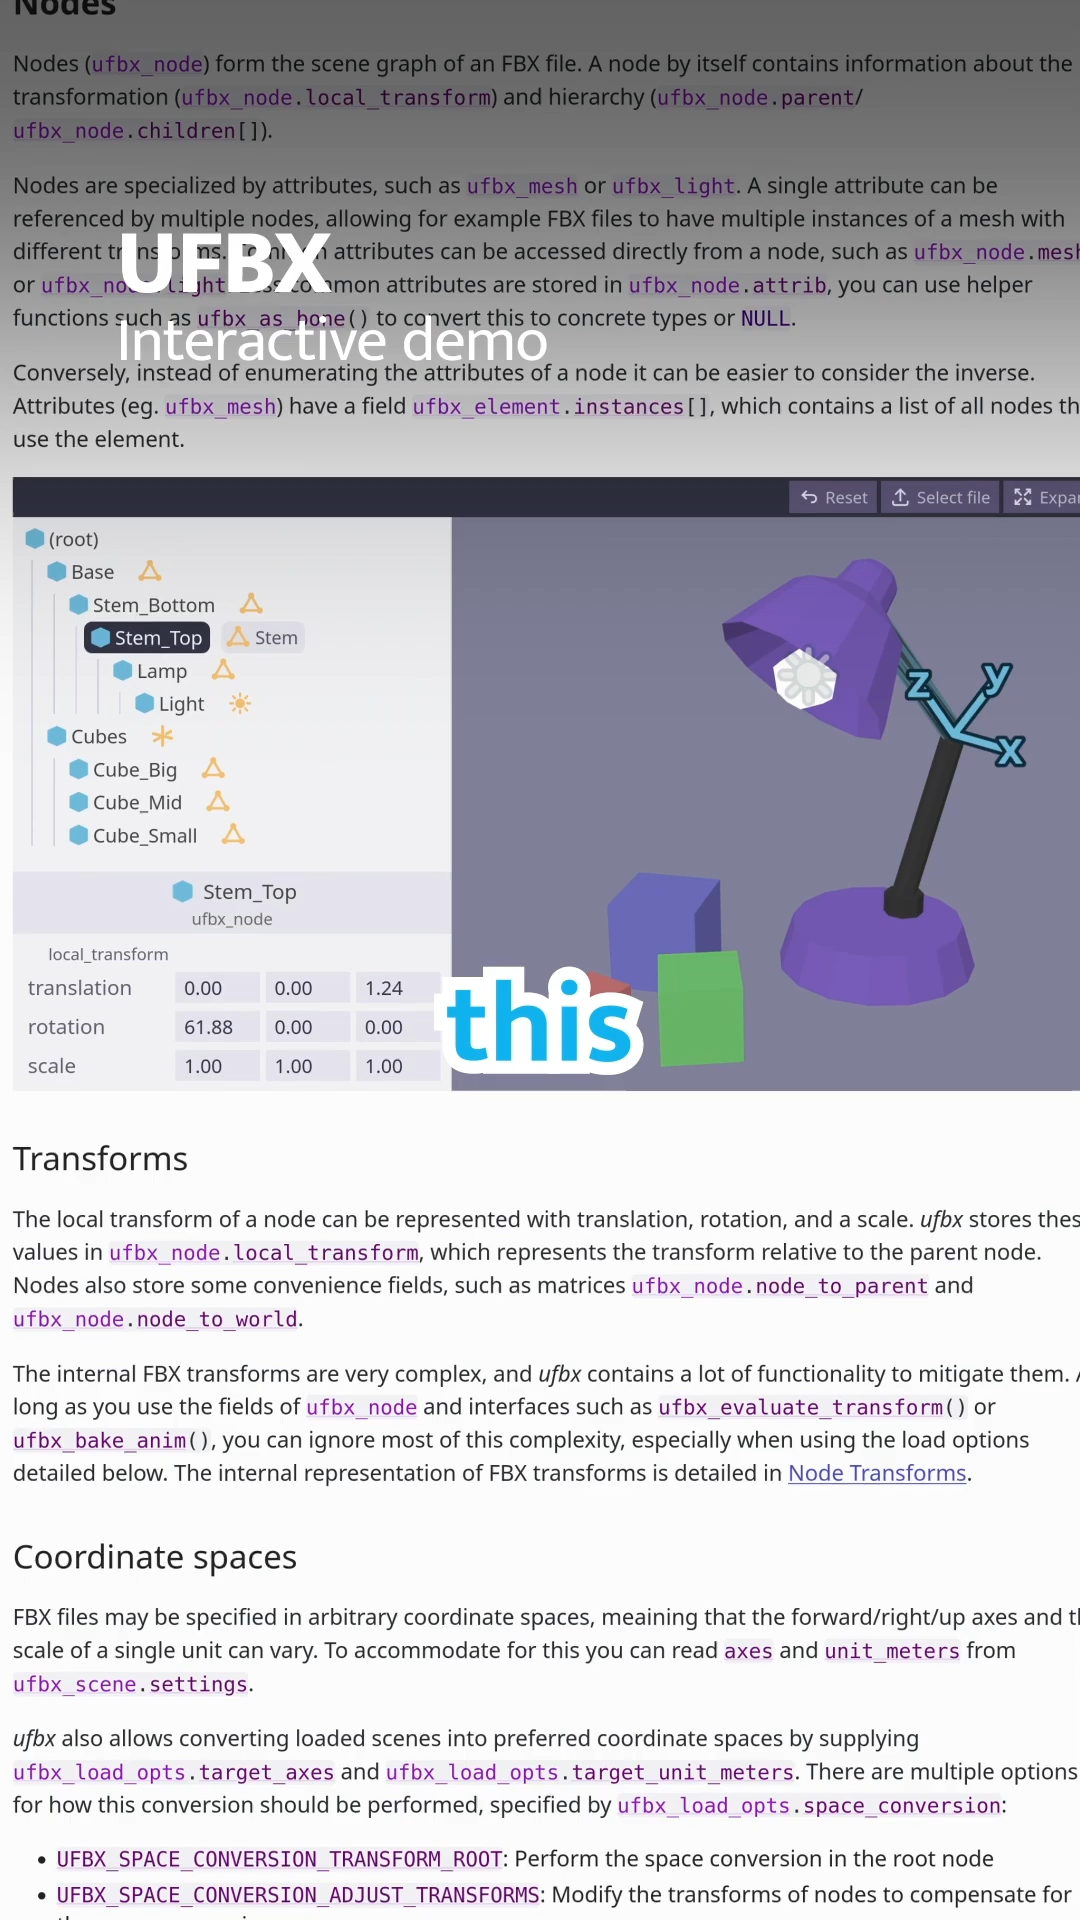 Nodes
Nodes (ufbx_node) form the scene graph of an FBX file. A node by itself contains information about the
transformation (ufbx_node.local_transform) and hierarchy (ufbx_node.parent/
ufbx_node.children[]).
Nodes are specialized by attributes, such as ufbx_mesh or ufbx_light. A single attribute can be
referenced by multiple nodes, allowing for example FBX files to have multiple instances of a mesh with
different attributes can be accessed directly from a node, such as ufbx_node.mesh
UFBX
or attributes are stored in ufbx_node.attrib, you can use helper
functions such as ufbx_as_bone() to convert this to concrete types or NULL.
Interactive demo
Conversely, instead of enumerating the attributes of a node it can be easier to consider the inverse.
Attributes (eg. ufbx_mesh) have a field ufbx_element.instances[], which contains a list of all nodes th
use the element.
Reset Select file Expa
(root)
Base
Stem_Bottom
Stem_Top Stem
Lamp
Light
Cubes
Cube_Big
Cube_Mid
Cube_Small
z y x
Stem_Top
ufbx_node
local_transform
translation 0.00 0.00 1.24
rotation 61.88 0.00 0.00
scale 1.00 1.00 1.00
this
Transforms
The local transform of a node can be represented with translation, rotation, and a scale. ufbx stores thes
values in ufbx_node.local_transform, which represents the transform relative to the parent node.
Nodes also store some convenience fields, such as matrices ufbx_node.node_to_parent and
ufbx_node.node_to_world.
The internal FBX transforms are very complex, and ufbx contains a lot of functionality to mitigate them.
long as you use the fields of ufbx_node and interfaces such as ufbx_evaluate_transform() or
ufbx_bake_anim(), you can ignore most of this complexity, especially when using the load options
detailed below. The internal representation of FBX transforms is detailed in Node Transforms.
Coordinate spaces
FBX files may be specified in arbitrary coordinate spaces, meaining that the forward/right/up axes and t
scale of a single unit can vary. To accommodate for this you can read axes and unit_meters from
ufbx_scene.settings.
ufbx also allows converting loaded scenes into preferred coordinate spaces by supplying
ufbx_load_opts.target_axes and ufbx_load_opts.target_unit_meters. There are multiple options
for how this conversion should be performed, specified by ufbx_load_opts.space_conversion:
• UFBX_SPACE_CONVERSION_TRANSFORM_ROOT: Perform the space conversion in the root node
• UFBX_SPACE_CONVERSION_ADJUST_TRANSFORMS: Modify the transforms of nodes to compensate for